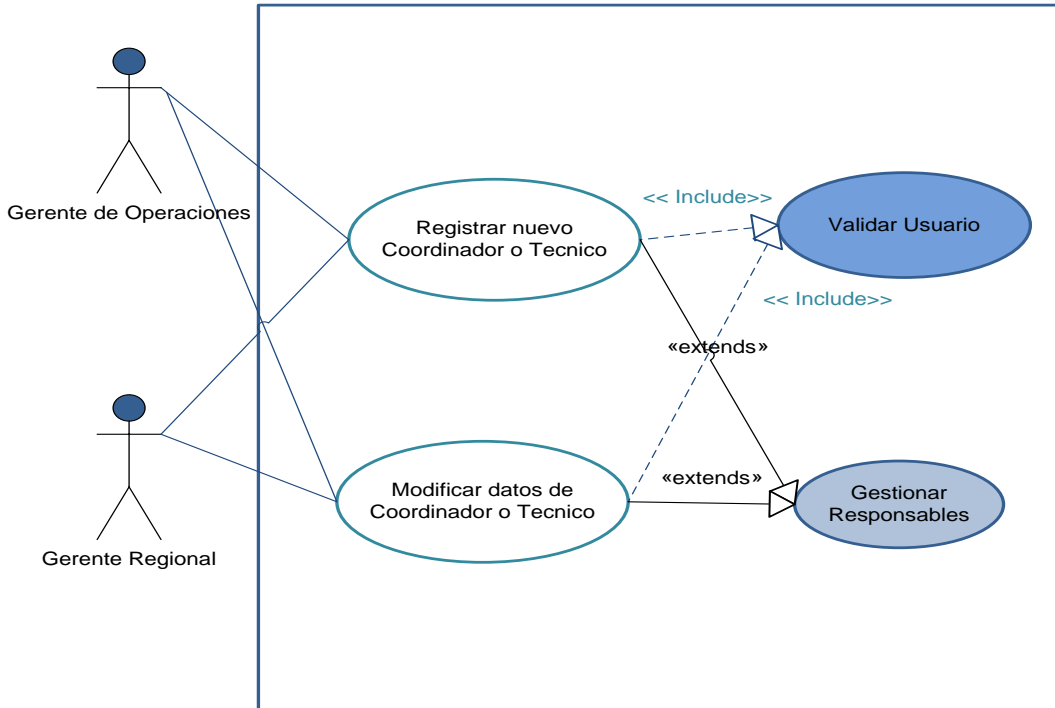 Gerente de Operaciones
Registrar nuevo
Coordinador o Tecnico
<< Include>>
Validar Usuario
<< Include>>
«extends»
Gerente Regional
Modificar datos de
Coordinador o Tecnico
«extends»
Gestionar
Responsables